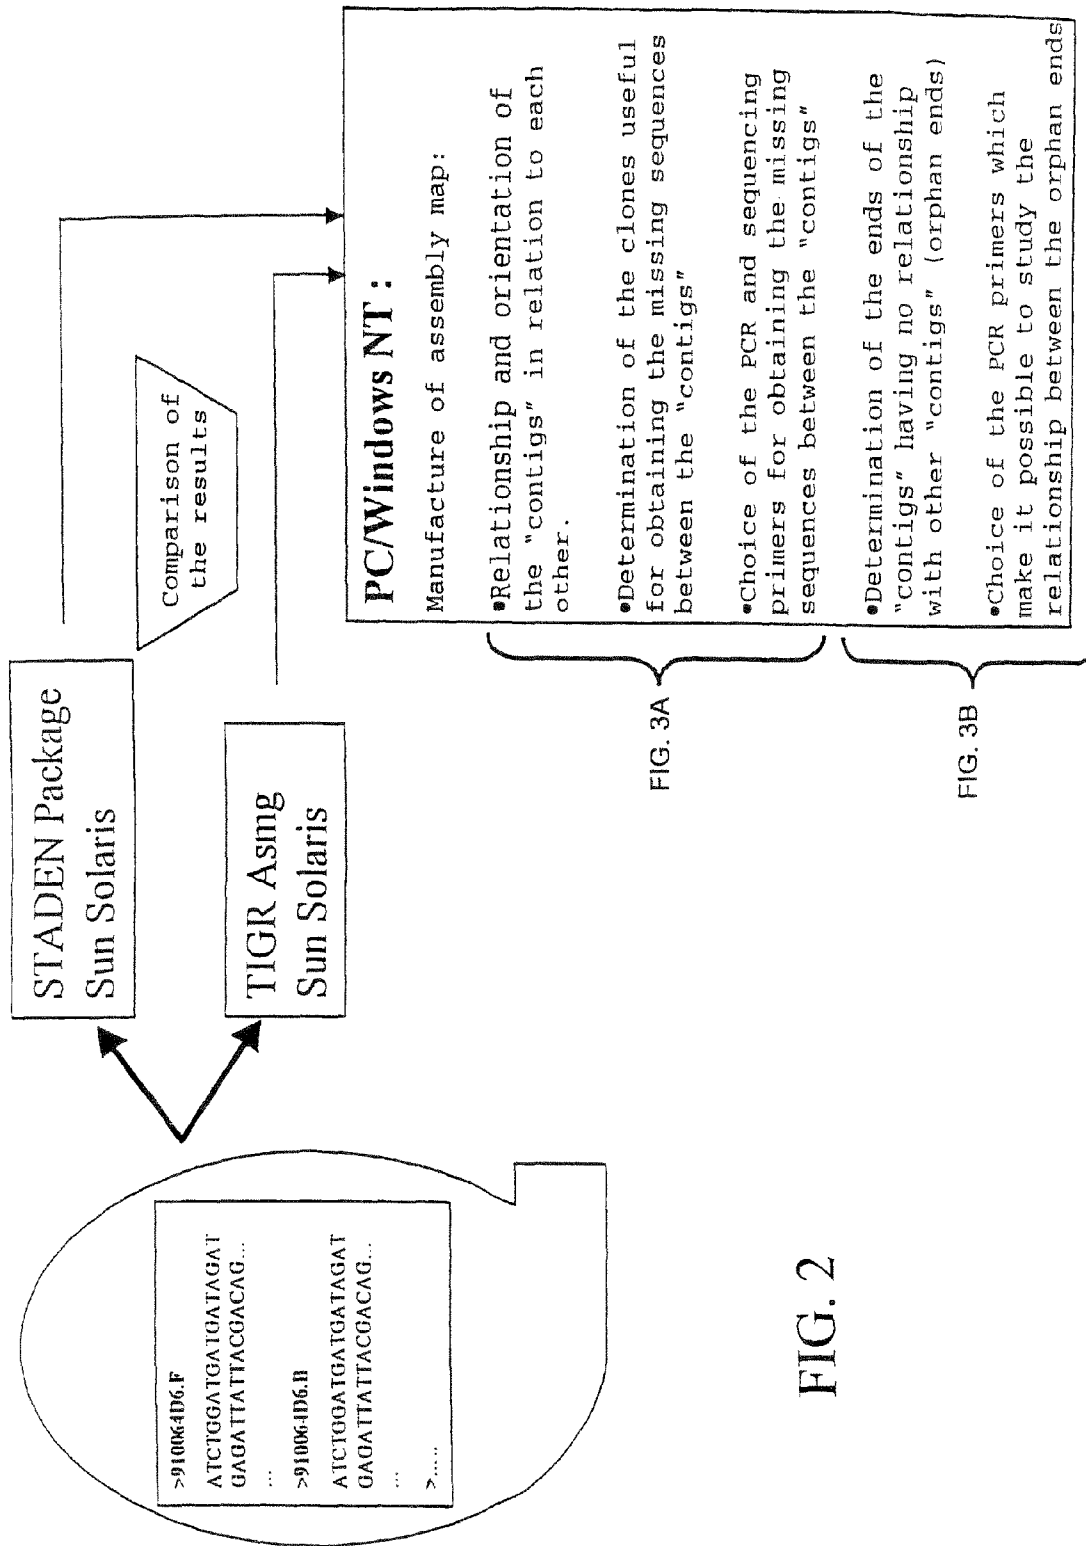 >910064D6.F
ATCTGGATGATGATAGAT
GAGATTATTACGACAG...
...
>910064D6.B
ATCTGGATGATGATAGAT
GAGATTATTACGACAG...
...
>.....
STADEN Package
Sun Solaris
TIGR Asmg
Sun Solaris
Comparison of
the results
PC/Windows NT :
Manufacture of assembly map:
•Relationship and orientation of
the "contigs" in relation to each
other.
•Determination of the clones useful
for obtaining the missing sequences
between the "contigs"
•Choice of the PCR and sequencing
primers for obtaining the missing
sequences between the "contigs"
•Determination of the ends of the
"contigs" having no relationship
with other "contigs" (orphan ends)
•Choice of the PCR primers which
make it possible to study the
relationship between the orphan ends
FIG. 3A
FIG. 3B
FIG. 2